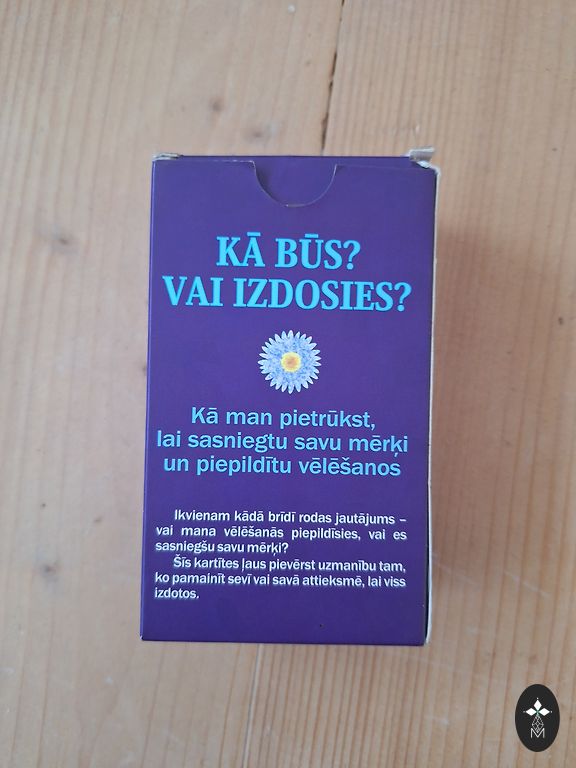 KĀ BŪS?
VAI IZDOSIES?
Kā man pietrūkst,
lai sasniegtu savu mērķi
un piepildītu vēlēšanos
Ikvienam kādā brīdī rodas jautājums –
vai mana vēlēšanās piepildīsies, vai es
sasniegšu savu mērķi?
Šīs kartītes ļaus pievērst uzmanību tam,
ko pamainīt sevī vai savā attieksmē, lai viss
izdotos.
M